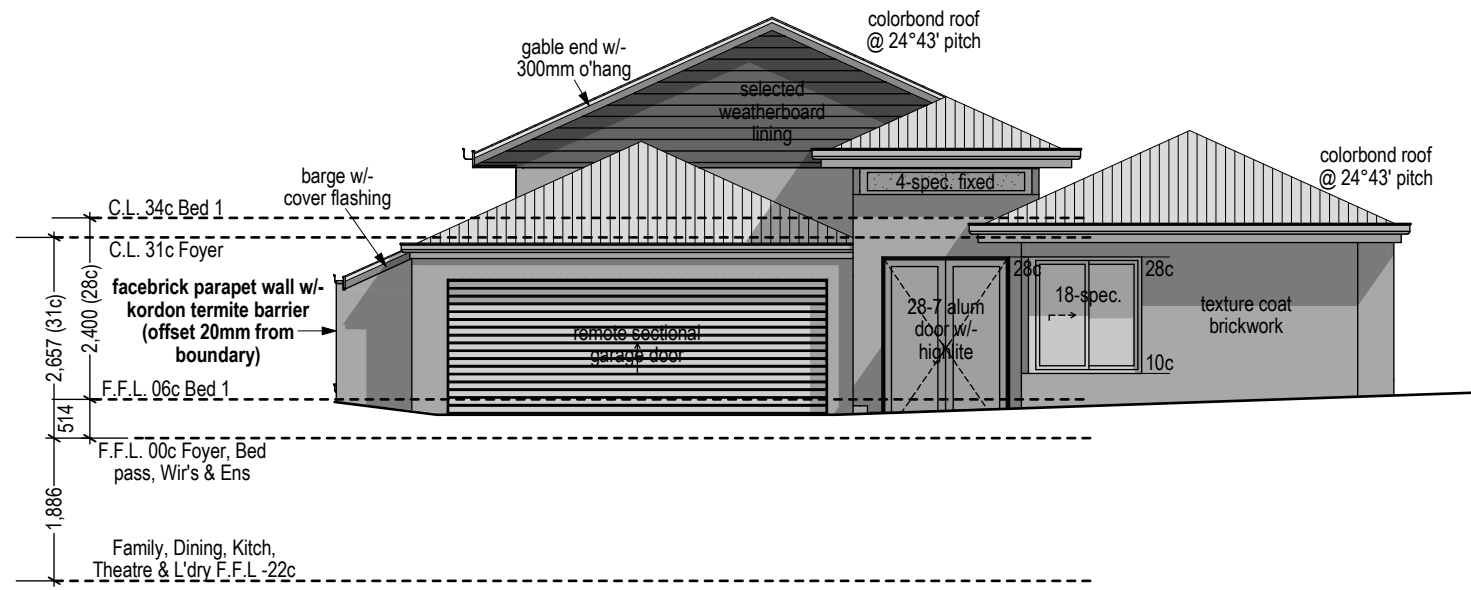 colorbond roof
@ 24°43' pitch
gable end w/-
300mm o'hang
selected
weatherboard
lining
colorbond roof
@ 24°43' pitch
barge w/-
cover flashing
4-spec. fixed
C.L. 34c Bed 1
C.L. 31c Foyer
facebrick parapet wall w/-
kordon termite barrier
(offset 20mm from
boundary)
2,657 (31c)
2,400 (28c)
28c
28c
18-spec.
texture coat
brickwork
28-7 alum
door w/-
highlite
remote sectional
garage door
10c
F.F.L. 06c Bed 1
514
F.F.L. 00c Foyer, Bed
pass, Wir's & Ens
1,886
Family, Dining, Kitch,
Theatre & L'dry F.F.L -22c